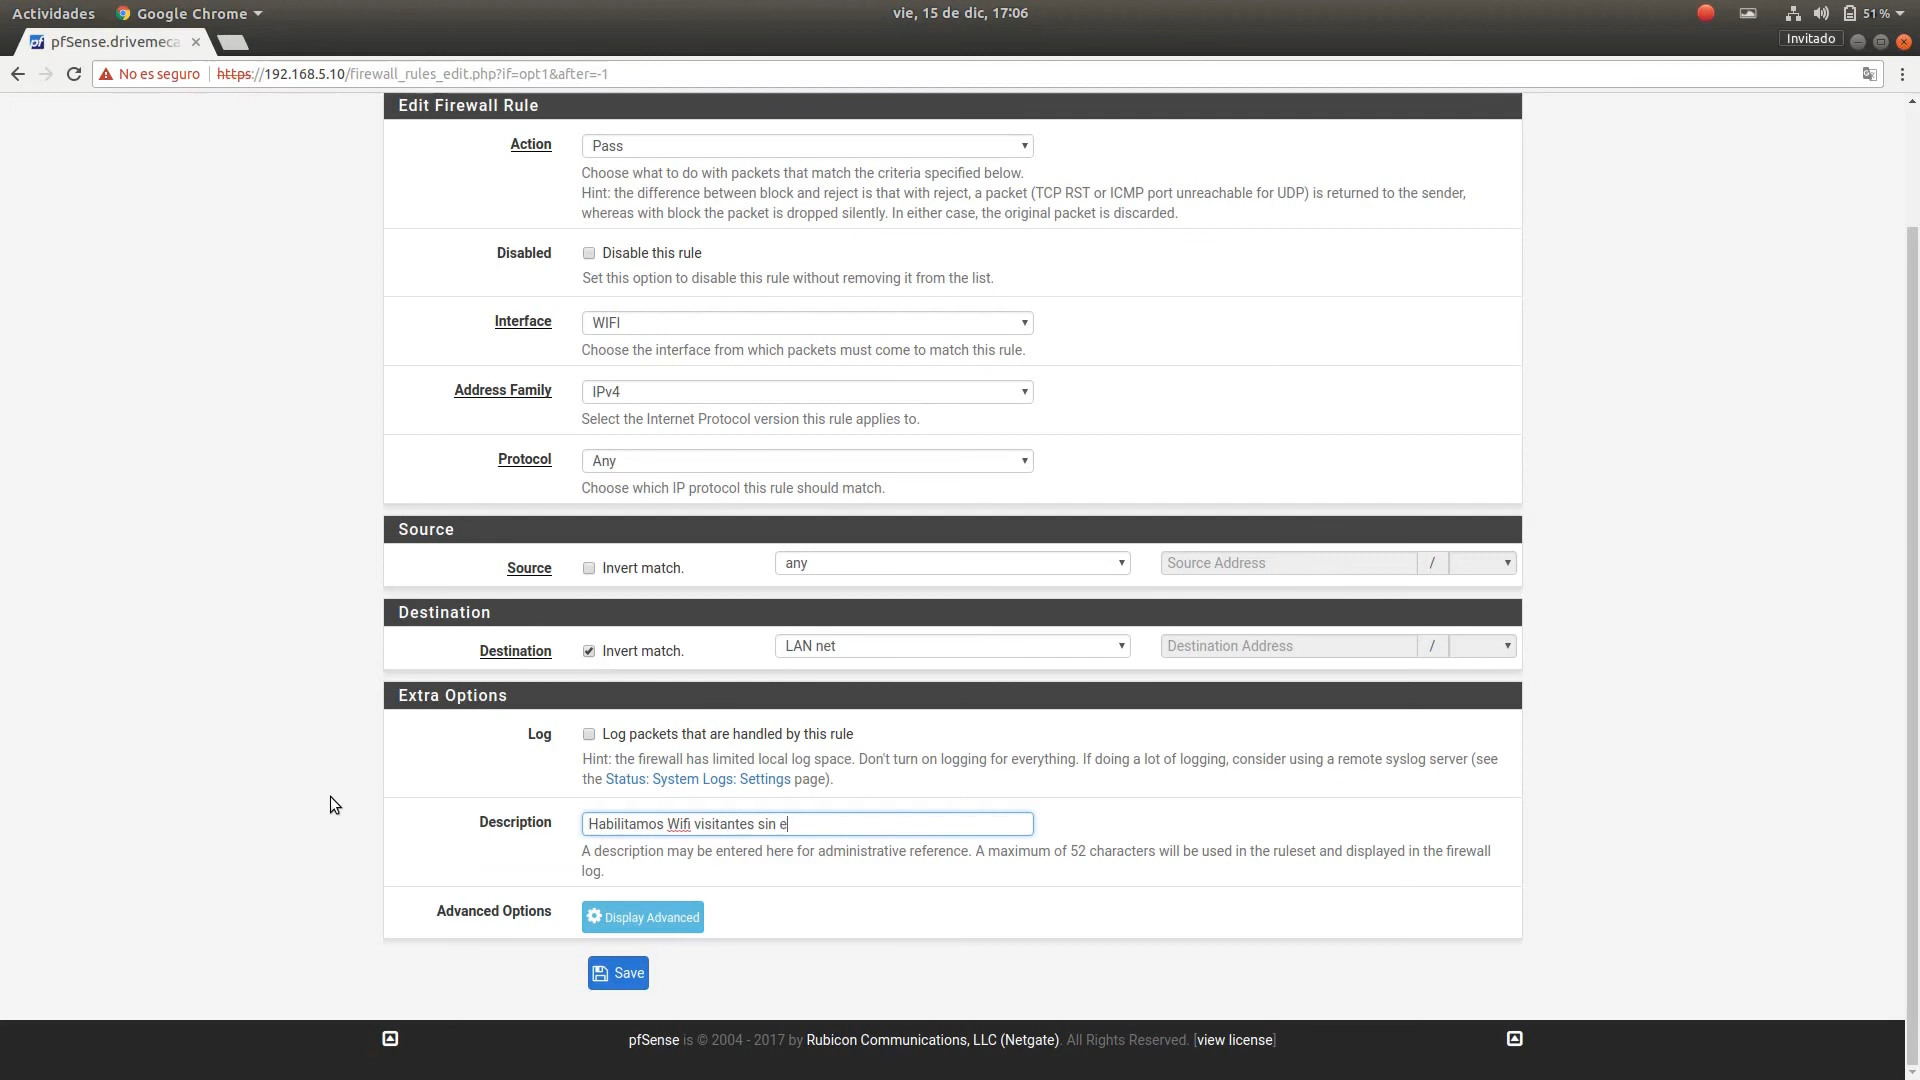 Actividades Google Chrome vie, 15 de dic, 17:06 51 %
pfSense.drivemeca Invitado
No es seguro https://192.168.5.10/firewall_rules_edit.php?if=opt1&after=-1
Edit Firewall Rule
Action Pass
Choose what to do with packets that match the criteria specified below.
Hint: the difference between block and reject is that with reject, a packet (TCP RST or ICMP port unreachable for UDP) is returned to the sender,
whereas with block the packet is dropped silently. In either case, the original packet is discarded.
Disabled Disable this rule
Set this option to disable this rule without removing it from the list.
Interface WIFI
Choose the interface from which packets must come to match this rule.
Address Family IPv4
Select the Internet Protocol version this rule applies to.
Protocol Any
Choose which IP protocol this rule should match.
Source
Source Invert match. any Source Address /
Destination
Destination Invert match. LAN net Destination Address /
Extra Options
Log Log packets that are handled by this rule
Hint: the firewall has limited local log space. Don't turn on logging for everything. If doing a lot of logging, consider using a remote syslog server (see
the Status: System Logs: Settings page).
Description Habilitamos Wifi visitantes sin e
A description may be entered here for administrative reference. A maximum of 52 characters will be used in the ruleset and displayed in the firewall
log.
Advanced Options Display Advanced
Save
pfSense is © 2004 - 2017 by Rubicon Communications, LLC (Netgate). All Rights Reserved. [view license]